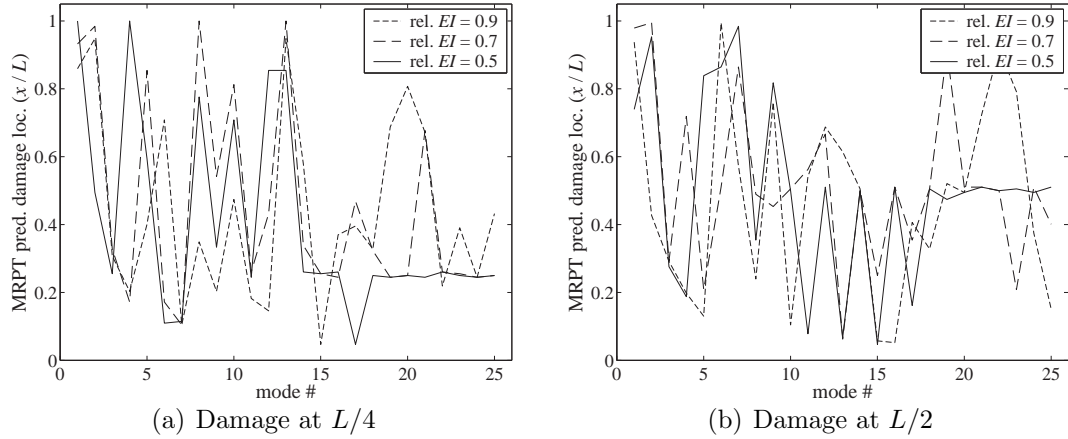 MRPT pred. damage loc. (x / L)
1
0.8
0.6
0.4
0.2
0
rel. EI = 0.9
rel. EI = 0.7
rel. EI = 0.5
0 5 10 15 20 25
mode #
(a) Damage at L/4
MRPT pred. damage loc. (x / L)
1
0.8
0.6
0.4
0.2
0
rel. EI = 0.9
rel. EI = 0.7
rel. EI = 0.5
0 5 10 15 20 25
mode #
(b) Damage at L/2